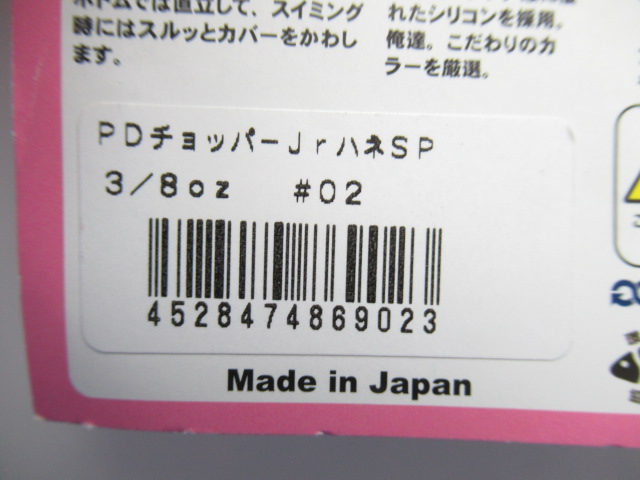 ボトムでは直立して、スイミング
時にはスルッとカバーをかわし
ます。
れたシリコンを採用。
俺達。こだわりのカ
ラーを厳選。
PDチョッパーJrハネSP
3/8oz #02
4528474869023
Made in Japan